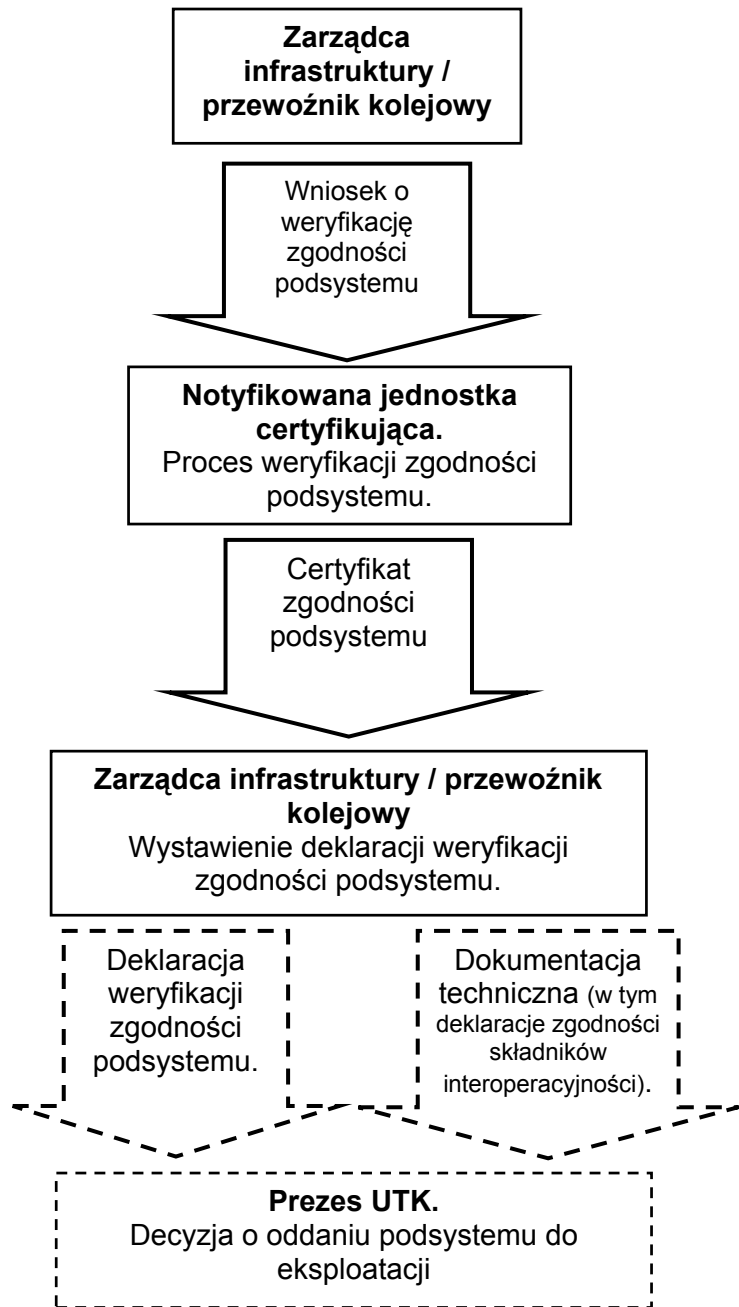 Zarządca
infrastruktury /
przewoźnik kolejowy
Wniosek o
weryfikację
zgodności
podsystemu
Notyfikowana jednostka
certyfikująca.
Proces weryfikacji zgodności
podsystemu.
Certyfikat
zgodności
podsystemu
Zarządca infrastruktury / przewoźnik
kolejowy
Wystawienie deklaracji weryfikacji
zgodności podsystemu.
Deklaracja
weryfikacji
zgodności
podsystemu.
Dokumentacja
techniczna (w tym
deklaracje zgodności
składników
interoperacyjności).
Prezes UTK.
Decyzja o oddaniu podsystemu do
eksploatacji